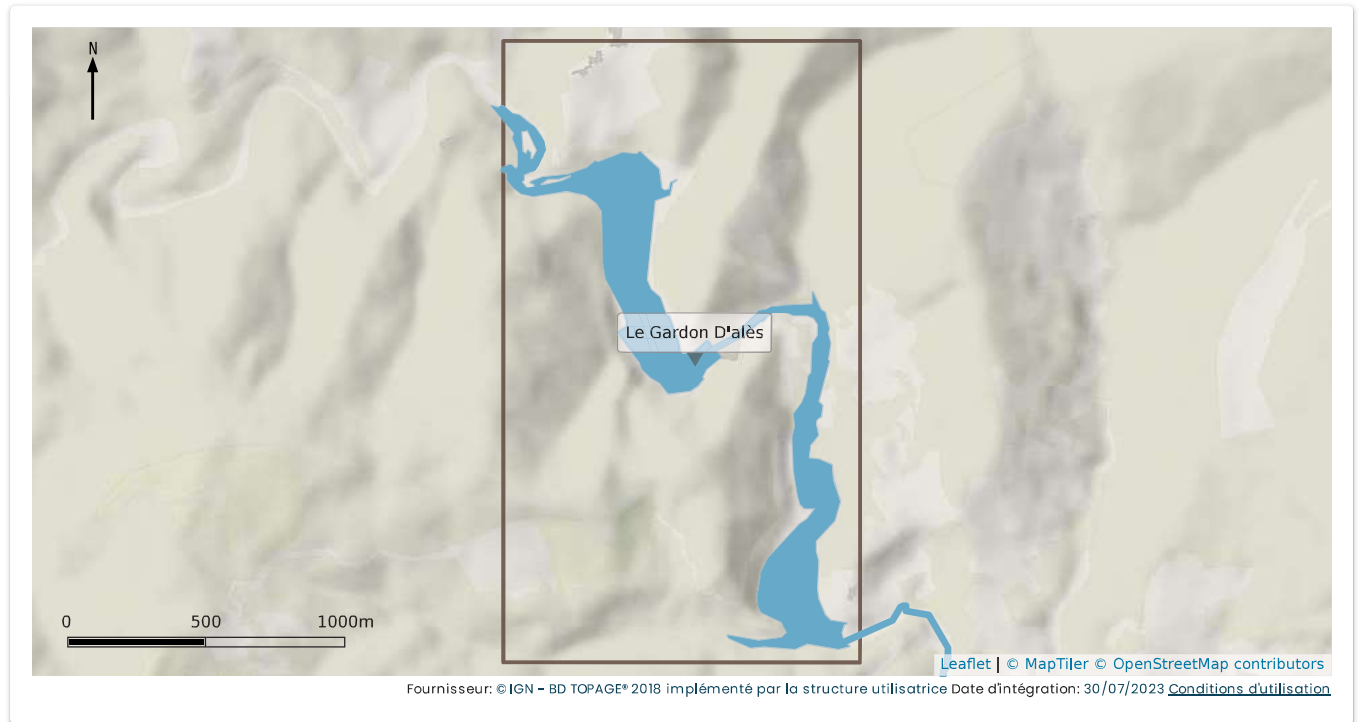 N
Le Gardon D'alès
0 500 1000m
Leaflet | © MapTiler © OpenStreetMap contributors
Fournisseur: © IGN - BD TOPAGE® 2018 implémenté par la structure utilisatrice Date d'intégration: 30/07/2023 Conditions d'utilisation